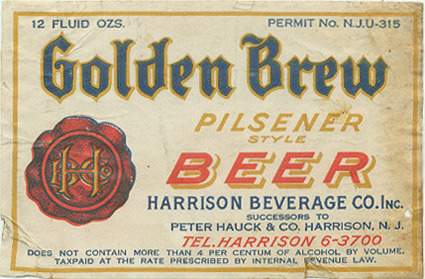 12 FLUID OZS. PERMIT No. N.J.U-315
Golden Brew
PILSENER
STYLE
BEER
HARRISON BEVERAGE CO. INC.
SUCCESSORS TO
PETER HAUCK & CO. HARRISON, N. J.
TEL. HARRISON 6-3700
DOES NOT CONTAIN MORE THAN 4 PER CENTUM OF ALCOHOL BY VOLUME.
TAXPAID AT THE RATE PRESCRIBED BY INTERNAL REVENUE LAW.